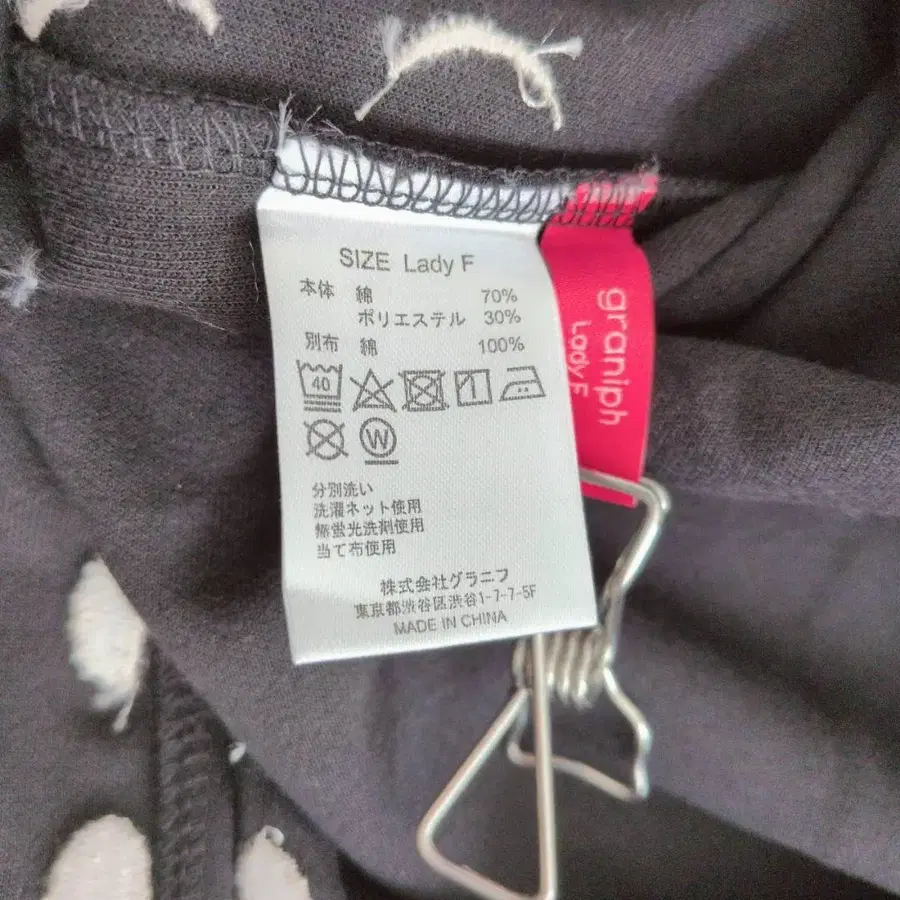 SIZE Lady F
本体 綿 70%
ポリエステル 30%
別布 綿 100%
40
W
分別洗い
洗濯ネット使用
無蛍光洗剤使用
当て布使用
株式会社グラニフ
東京都渋谷区渋谷1-7-7-5F
MADE IN CHINA
graniph
Lady F